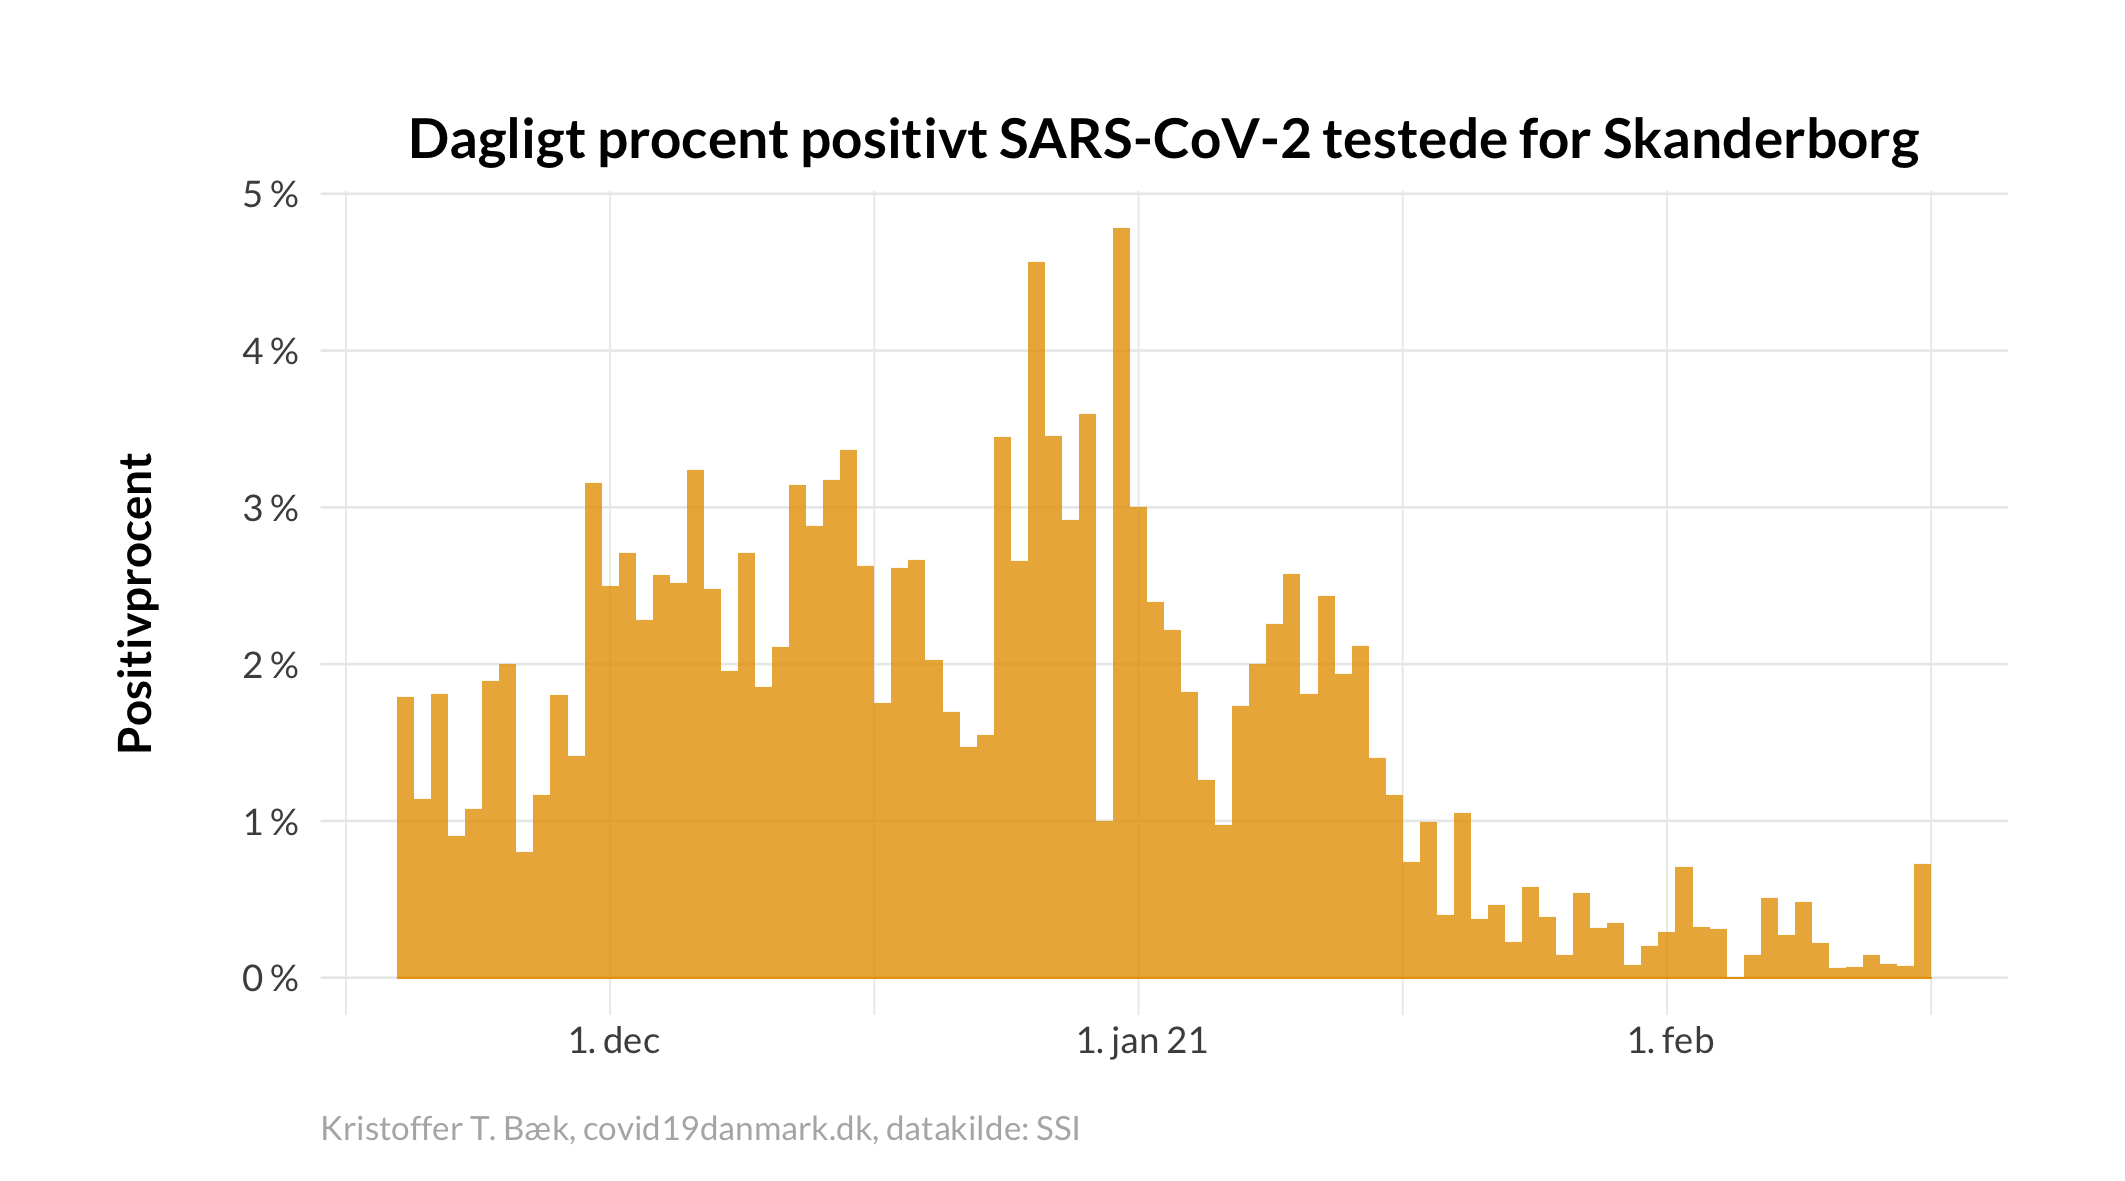 Dagligt procent positivt SARS-CoV-2 testede for Skanderborg
5 %
4 %
3 %
2 %
1 %
0 %
Positivprocent
1. dec
1. jan 21
1. feb
Kristoffer T. Bæk, covid19danmark.dk, datakilde: SSI